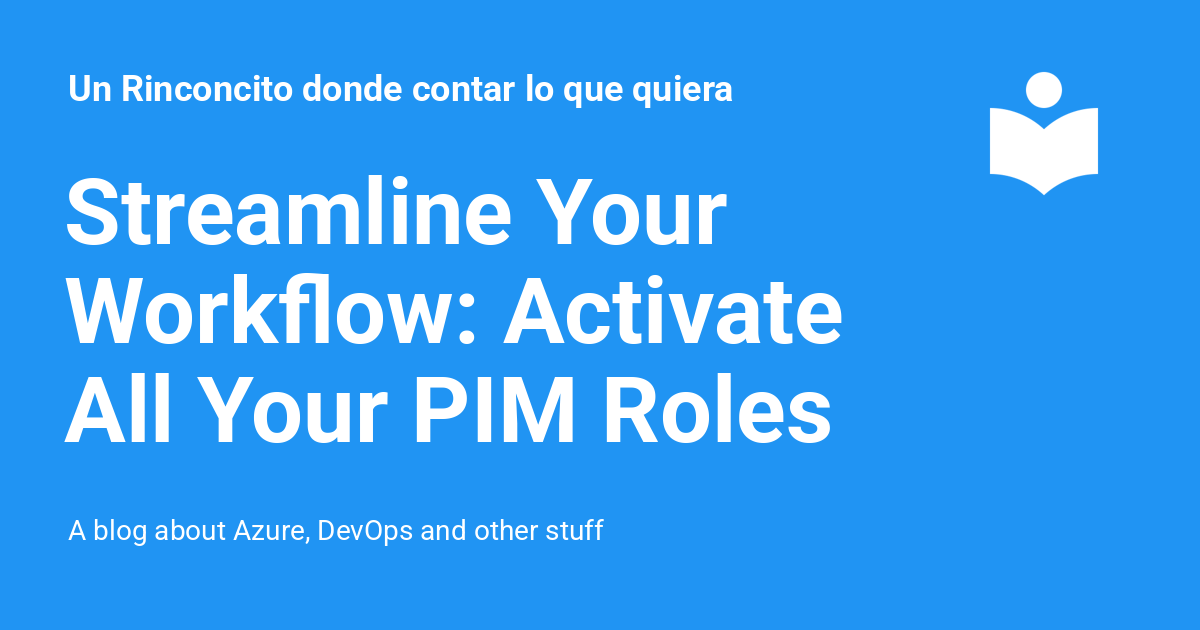 Un Rinconcito donde contar lo que quiera
Streamline Your
Workflow: Activate
All Your PIM Roles
A blog about Azure, DevOps and other stuff